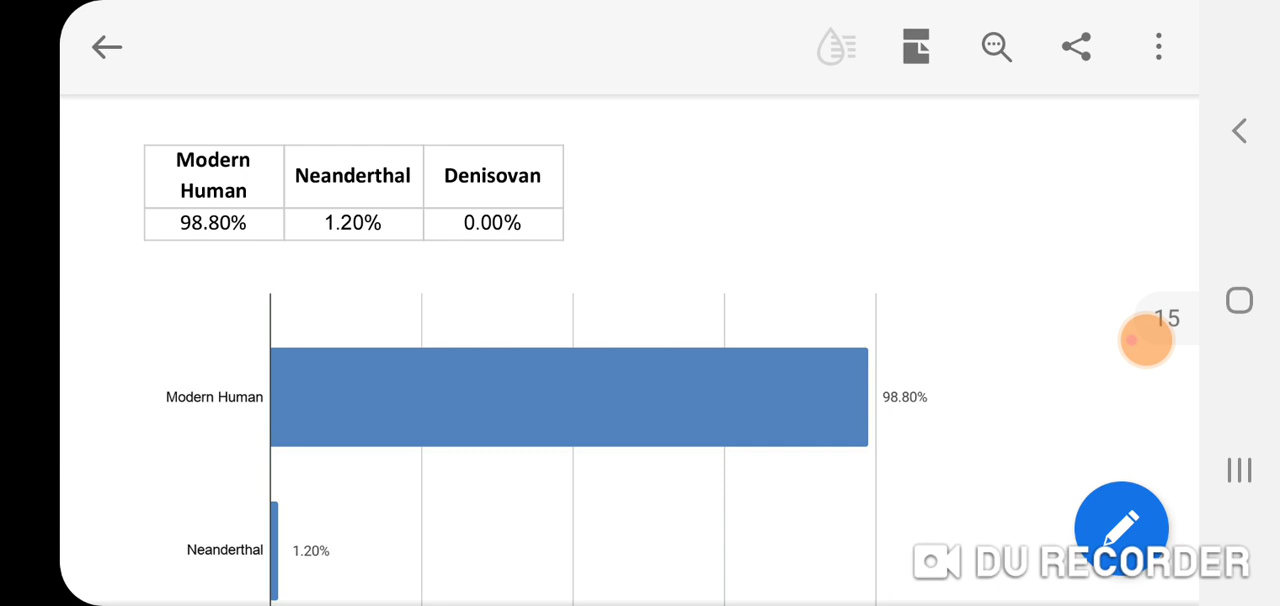 Modern Human Neanderthal Denisovan
98.80% 1.20% 0.00%
15
Modern Human 98.80%
Neanderthal 1.20%
DU RECORDER